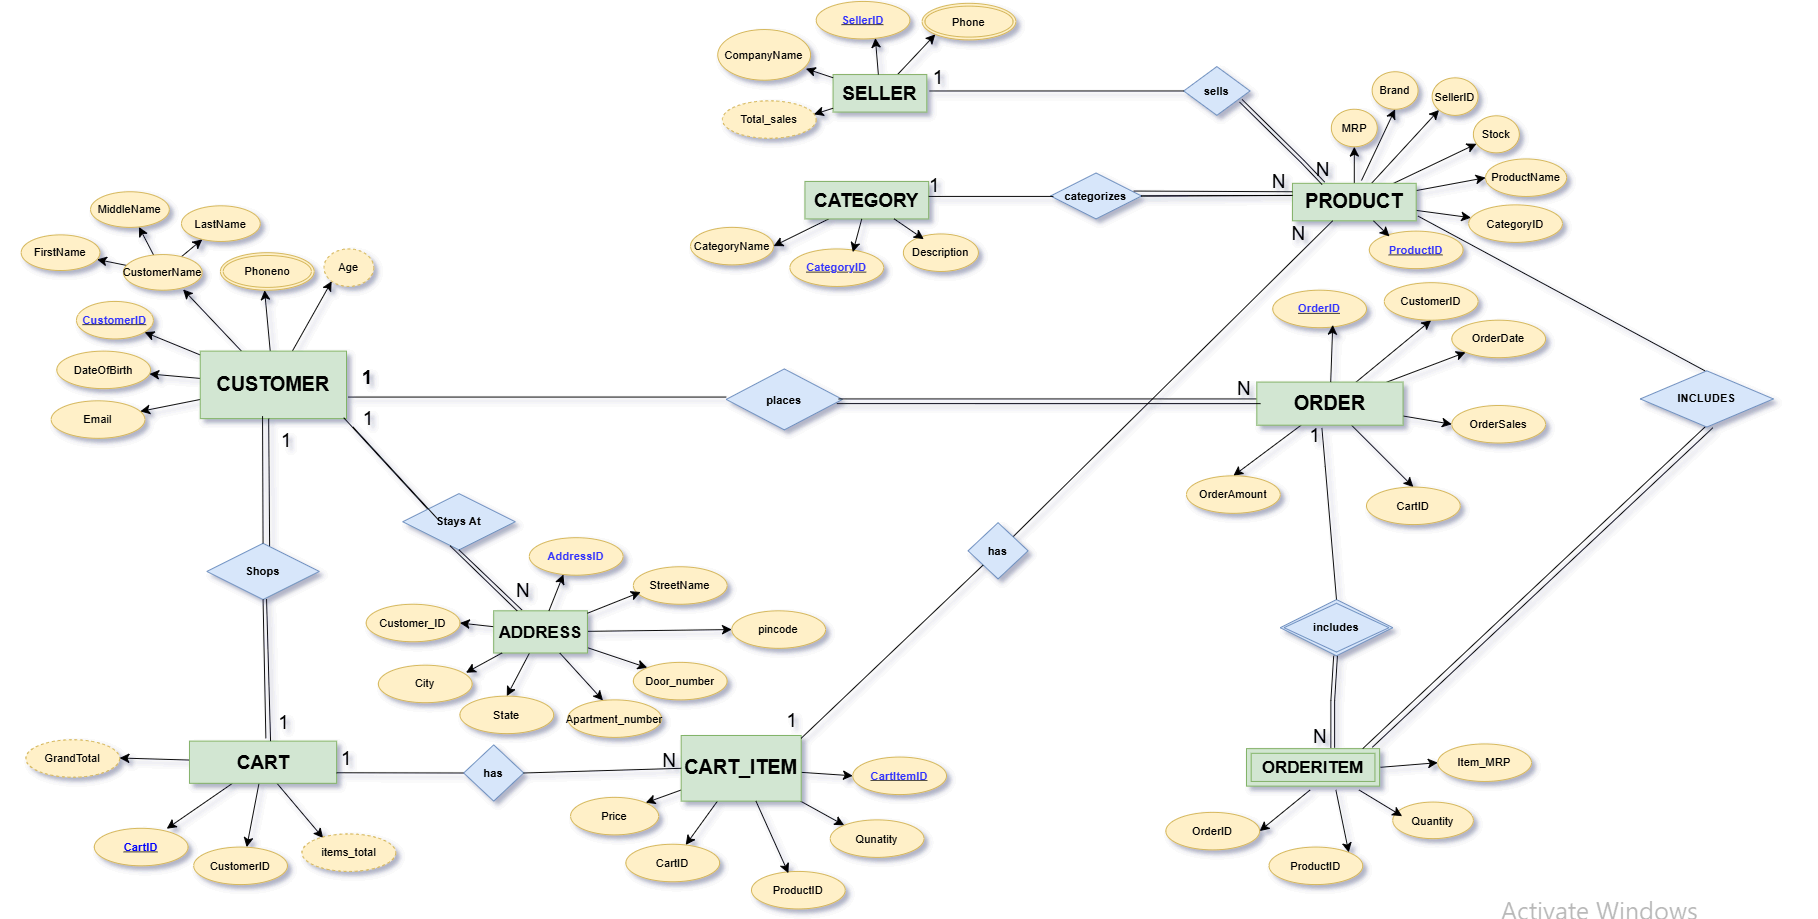 SellerID
Phone
CompanyName
1
SELLER
sells
Total_sales
Brand
SellerID
MRP
Stock
N
ProductName
N
CATEGORY
1
categorizes
PRODUCT
CategoryID
N
CategoryName
CategoryID
Description
ProductID
MiddleName
LastName
FirstName
CustomerName
Phoneno
Age
CustomerID
DateOfBirth
Email
CUSTOMER
1
1
1
places
N
OrderID
CustomerID
OrderDate
ORDER
OrderSales
1
OrderAmount
CartID
INCLUDES
Stays At
Shops
AddressID
N
StreetName
Customer_ID
ADDRESS
pincode
City
Door_number
State
Apartment_number
has
includes
1
1
N
GrandTotal
CART
1
has
N
CART_ITEM
CartItemID
ORDERITEM
Item_MRP
Price
Qunatity
CartID
ProductID
CartID
CustomerID
items_total
OrderID
Quantity
ProductID
Activate Windows